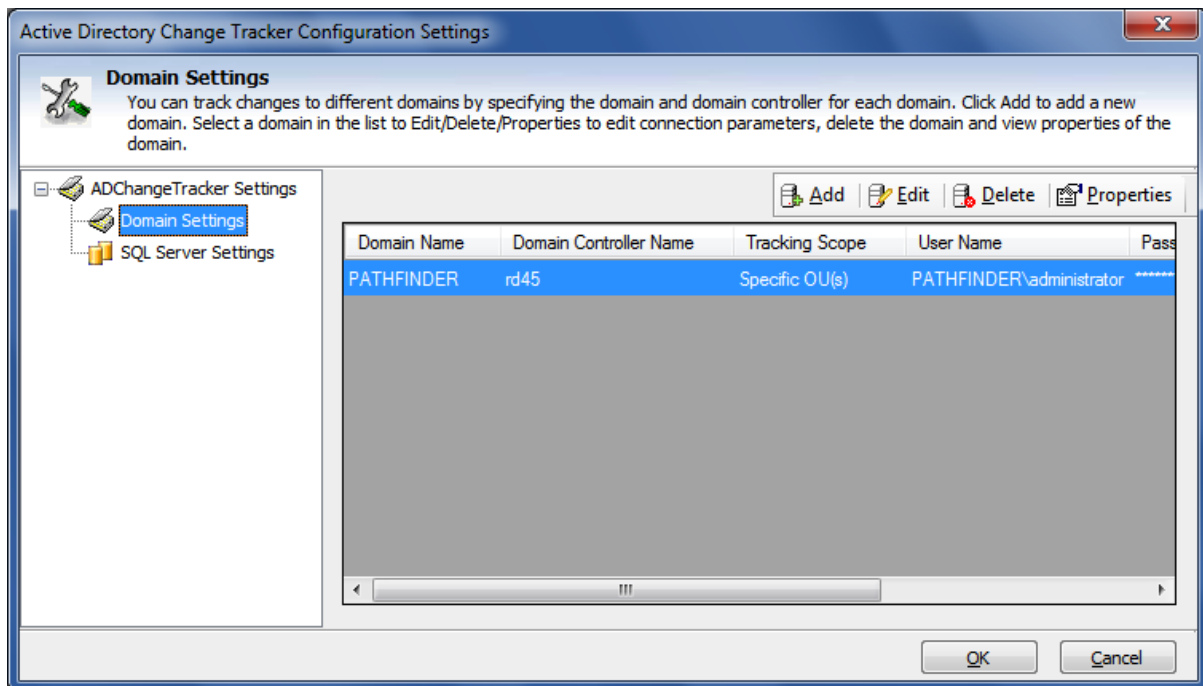 Active Directory Change Tracker Configuration Settings
Domain Settings
You can track changes to different domains by specifying the domain and domain controller for each domain. Click Add to add a new
domain. Select a domain in the list to Edit/Delete/Properties to edit connection parameters, delete the domain and view properties of the
domain.
ADChangeTracker Settings
Domain Settings
SQL Server Settings
Add Edit Delete Properties
Domain Name Domain Controller Name Tracking Scope User Name Pass
PATHFINDER rd45 Specific OU(s) PATHFINDER\administrator *******
OK Cancel